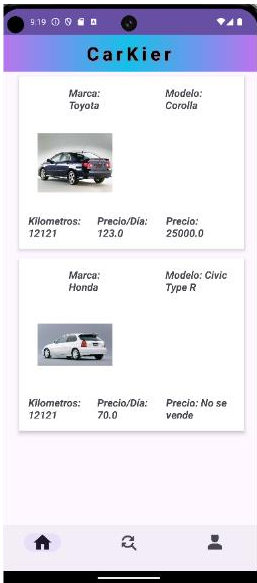 9:19
CarKier
Marca: Modelo:
Toyota Corolla
Kilometros: Precio/Día: Precio:
12121 123.0 25000.0
Marca: Modelo: Civic
Honda Type R
Kilometros: Precio/Día: Precio: No se
12121 70.0 vende